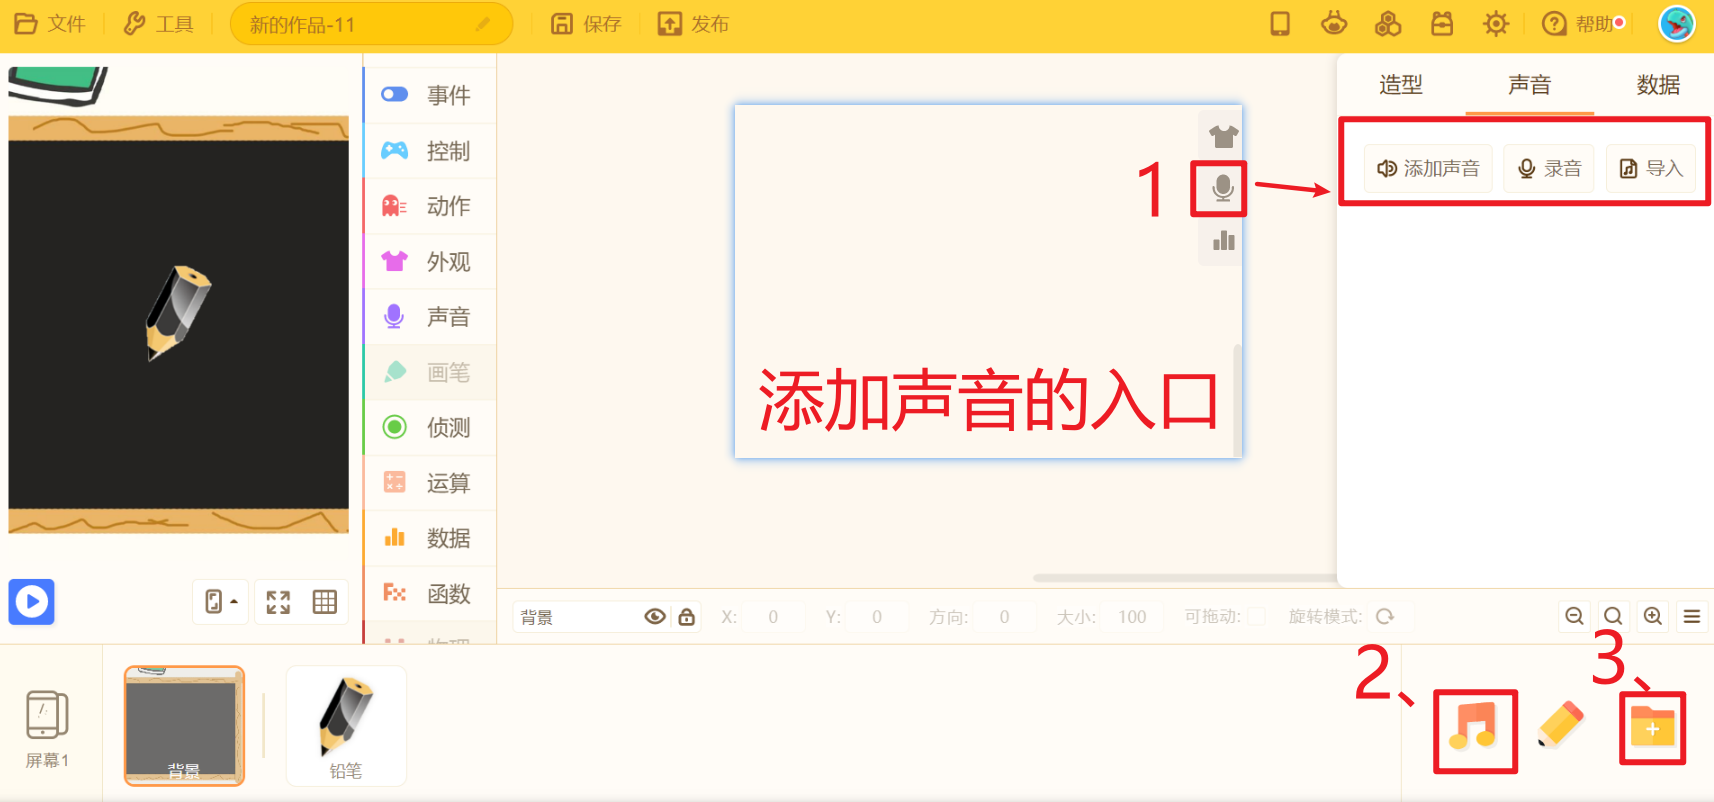 文件 工具 新的作品-11 保存 发布 帮助
造型 声音 数据
添加声音 录音 导入
事件
控制
动作
外观
声音
画笔
侦测
运算
数据
函数
物理
1
添加声音的入口
背景 X: 0 Y: 0 方向: 0 大小: 100 可拖动: 旋转模式:
2、 3、
屏幕1
背景
铅笔